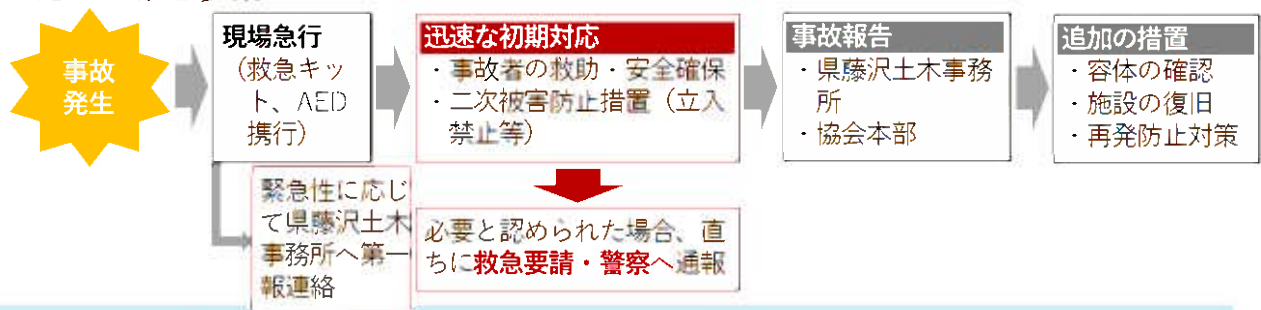 事故
発生
現場急行
(救急キッ
ト、AED
携行)
緊急性に応じ
て県藤沢土木
事務所へ第一
報連絡
迅速な初期対応
・事故者の救助・安全確保
・二次被害防止措置（立入
禁止等）
必要と認められた場合、直
ちに救急要請・警察へ通報
事故報告
・県藤沢土木事務
所
・協会本部
追加の措置
・容体の確認
・施設の復旧
・再発防止対策